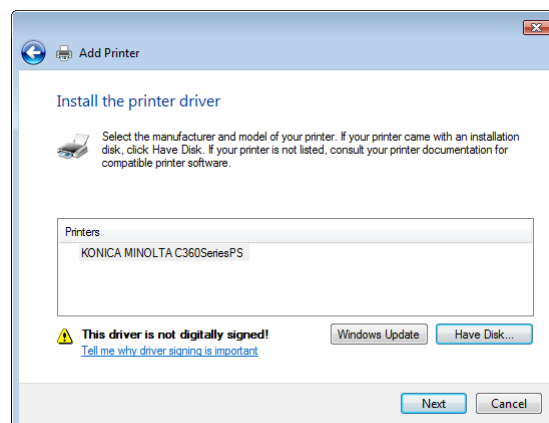 Add Printer
Install the printer driver
Select the manufacturer and model of your printer. If your printer came with an installation
disk, click Have Disk. If your printer is not listed, consult your printer documentation for
compatible printer software.
Printers
KONICA MINOLTA C360SeriesPS
This driver is not digitally signed!
Tell me why driver signing is important
Windows Update
Have Disk...
Next
Cancel